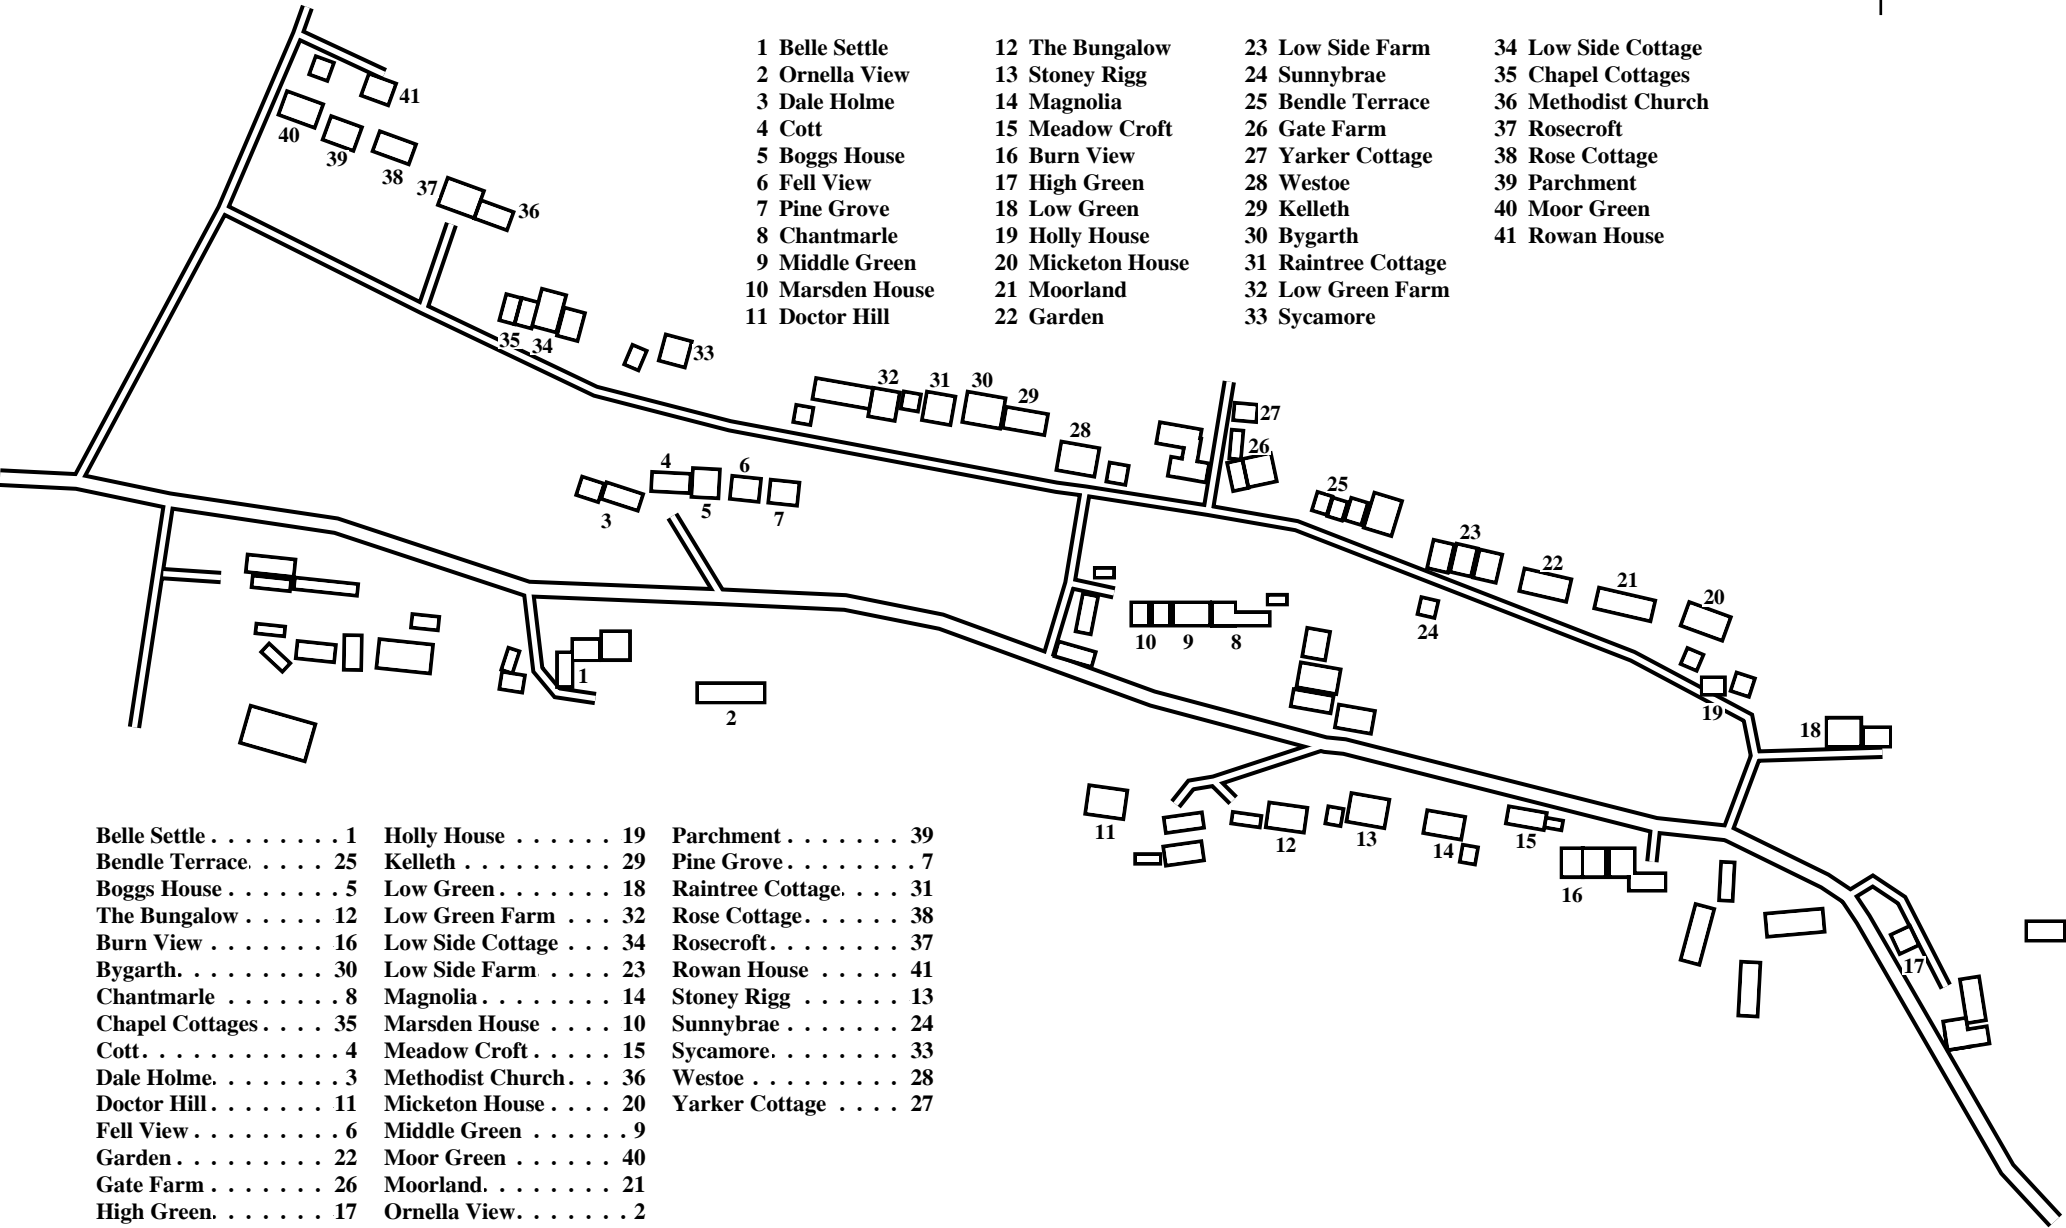 1 Belle Settle
2 Ornella View
3 Dale Holme
4 Cott
5 Boggs House
6 Fell View
7 Pine Grove
8 Chantmarle
9 Middle Green
10 Marsden House
11 Doctor Hill
12 The Bungalow
13 Stoney Rigg
14 Magnolia
15 Meadow Croft
16 Burn View
17 High Green
18 Low Green
19 Holly House
20 Micketon House
21 Moorland
22 Garden
23 Low Side Farm
24 Sunnybrae
25 Bendle Terrace
26 Gate Farm
27 Yarker Cottage
28 Westoe
29 Kelleth
30 Bygarth
31 Raintree Cottage
32 Low Green Farm
33 Sycamore
34 Low Side Cottage
35 Chapel Cottages
36 Methodist Church
37 Rosecroft
38 Rose Cottage
39 Parchment
40 Moor Green
41 Rowan House
41
40
39
38
37
36
35
34
33
32
31
30
29
28
27
26
25
23
22
21
20
24
19
18
4
6
3
5
7
10
9
8
1
2
11
12
13
14
15
16
17
Belle Settle . . . . . . . . 1
Bendle Terrace. . . . . 25
Boggs House . . . . . . . 5
The Bungalow . . . . . 12
Burn View . . . . . . . 16
Bygarth. . . . . . . . . 30
Chantmarle . . . . . . . 8
Chapel Cottages . . . . 35
Cott. . . . . . . . . . . . 4
Dale Holme. . . . . . . . 3
Doctor Hill . . . . . . . 11
Fell View . . . . . . . . . 6
Garden . . . . . . . . . 22
Gate Farm . . . . . . . 26
High Green. . . . . . . 17
Holly House . . . . . . 19
Kelleth . . . . . . . . . 29
Low Green . . . . . . . 18
Low Green Farm . . . 32
Low Side Cottage . . . 34
Low Side Farm . . . . 23
Magnolia . . . . . . . . 14
Marsden House . . . . 10
Meadow Croft . . . . . 15
Methodist Church . . . 36
Micketon House . . . . 20
Middle Green . . . . . . 9
Moor Green . . . . . . 40
Moorland. . . . . . . . 21
Ornella View. . . . . . . 2
Parchment . . . . . . . 39
Pine Grove . . . . . . . . 7
Raintree Cottage. . . . 31
Rose Cottage . . . . . . 38
Rosecroft . . . . . . . . 37
Rowan House . . . . . 41
Stoney Rigg . . . . . . 13
Sunnybrae . . . . . . . 24
Sycamore. . . . . . . . 33
Westoe . . . . . . . . . 28
Yarker Cottage . . . . 27